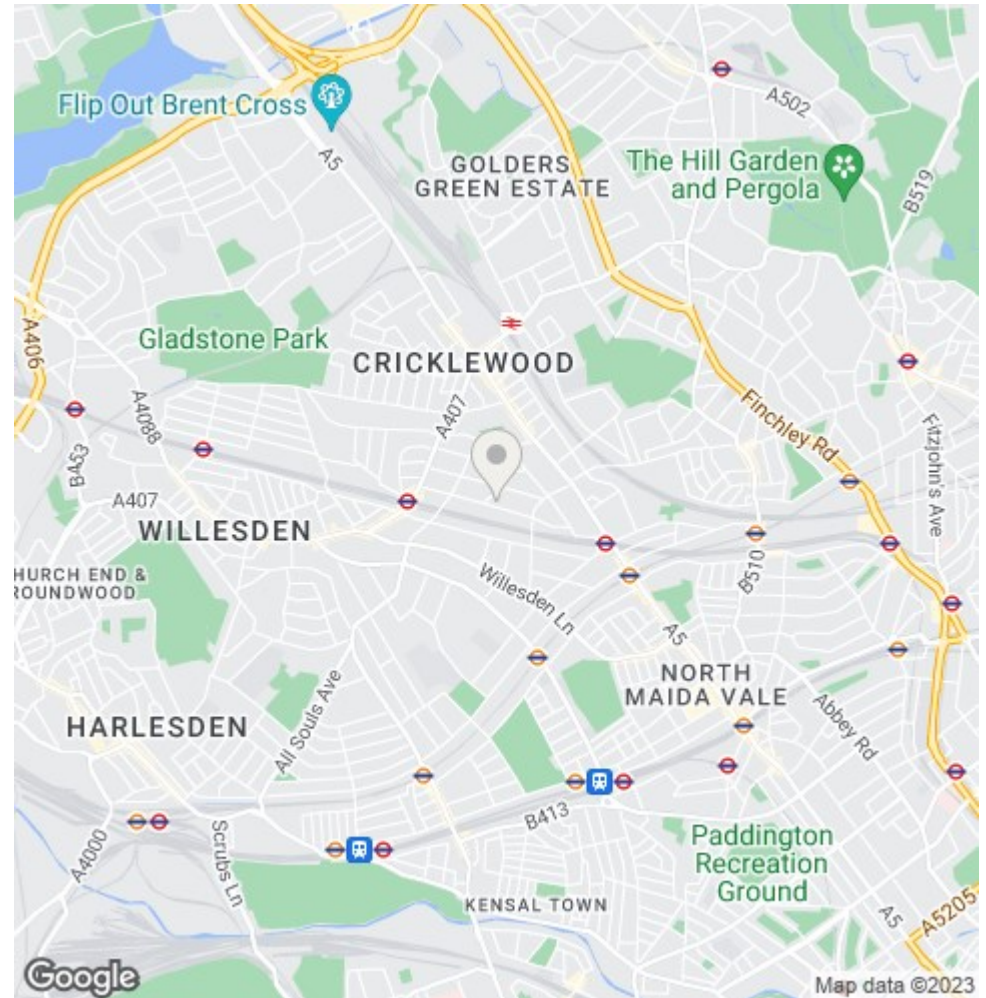 Flip Out Brent Cross
A5
A502
GOLDERS
GREEN ESTATE
The Hill Garden
and Pergola
B519
A406
Gladstone Park
CRICKLEWOOD
A4088
A407
Finchley Rd
Fitzjohn's Ave
B453
A407
WILLESDEN
HURCH END &
ROUNDWOOD
Willesden Ln
B510
A5
NORTH
MAIDA VALE
Abbey Rd
HARLESDEN
All Souls Ave
A4000
Scrubs Ln
B413
Paddington
Recreation
Ground
KENSAL TOWN
A5
A5205
Google
Map data ©2023